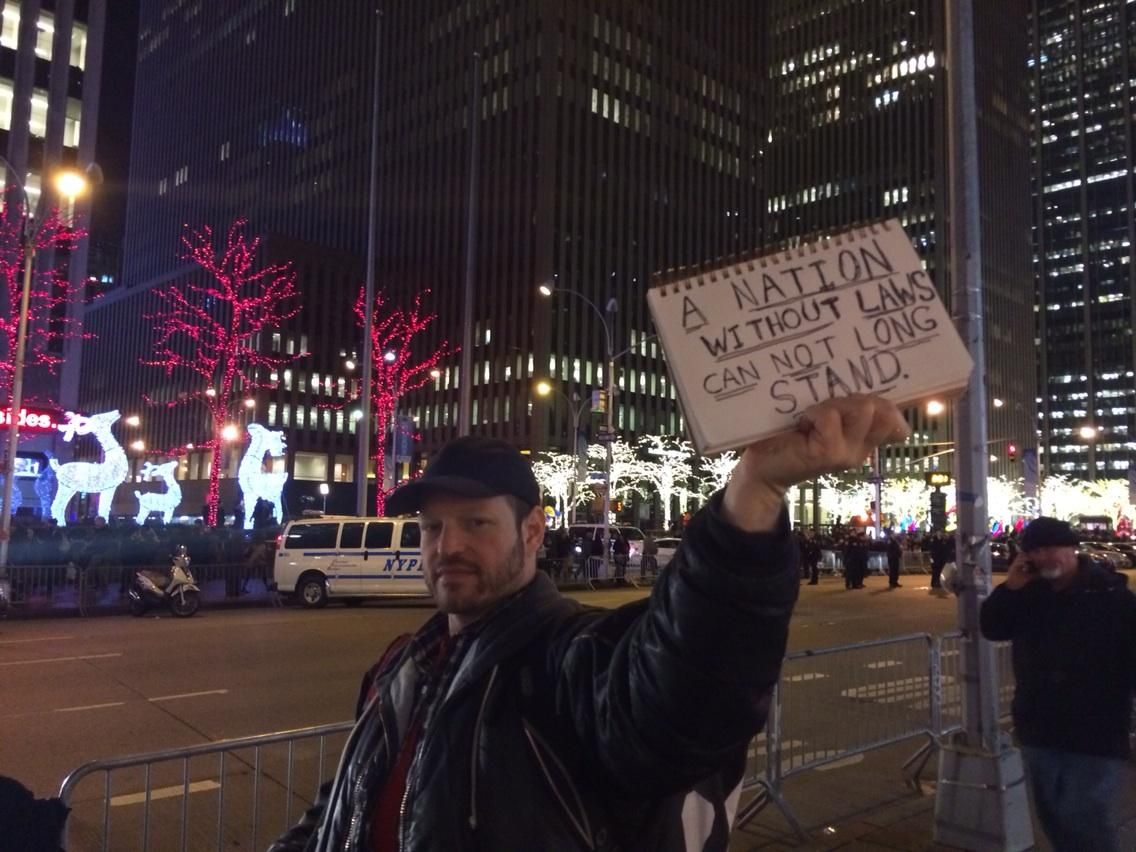 A NATION
WITHOUT LAWS
CAN NOT LONG
STAND.
sides...
NYPD